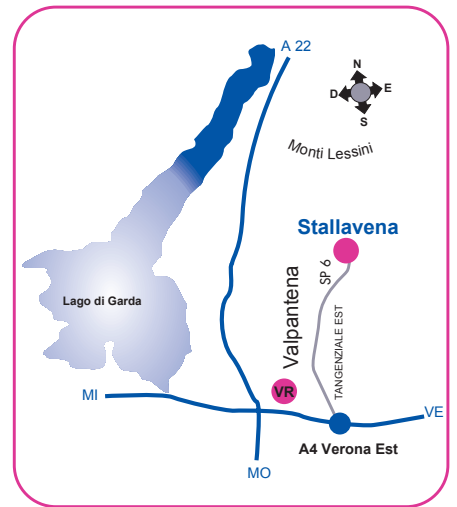 A 22
N
D
E
S
Monti Lessini
Stallavena
SP 6
Valpantena
Lago di Garda
TANGENZIALE EST
VR
MI
VE
A4 Verona Est
MO